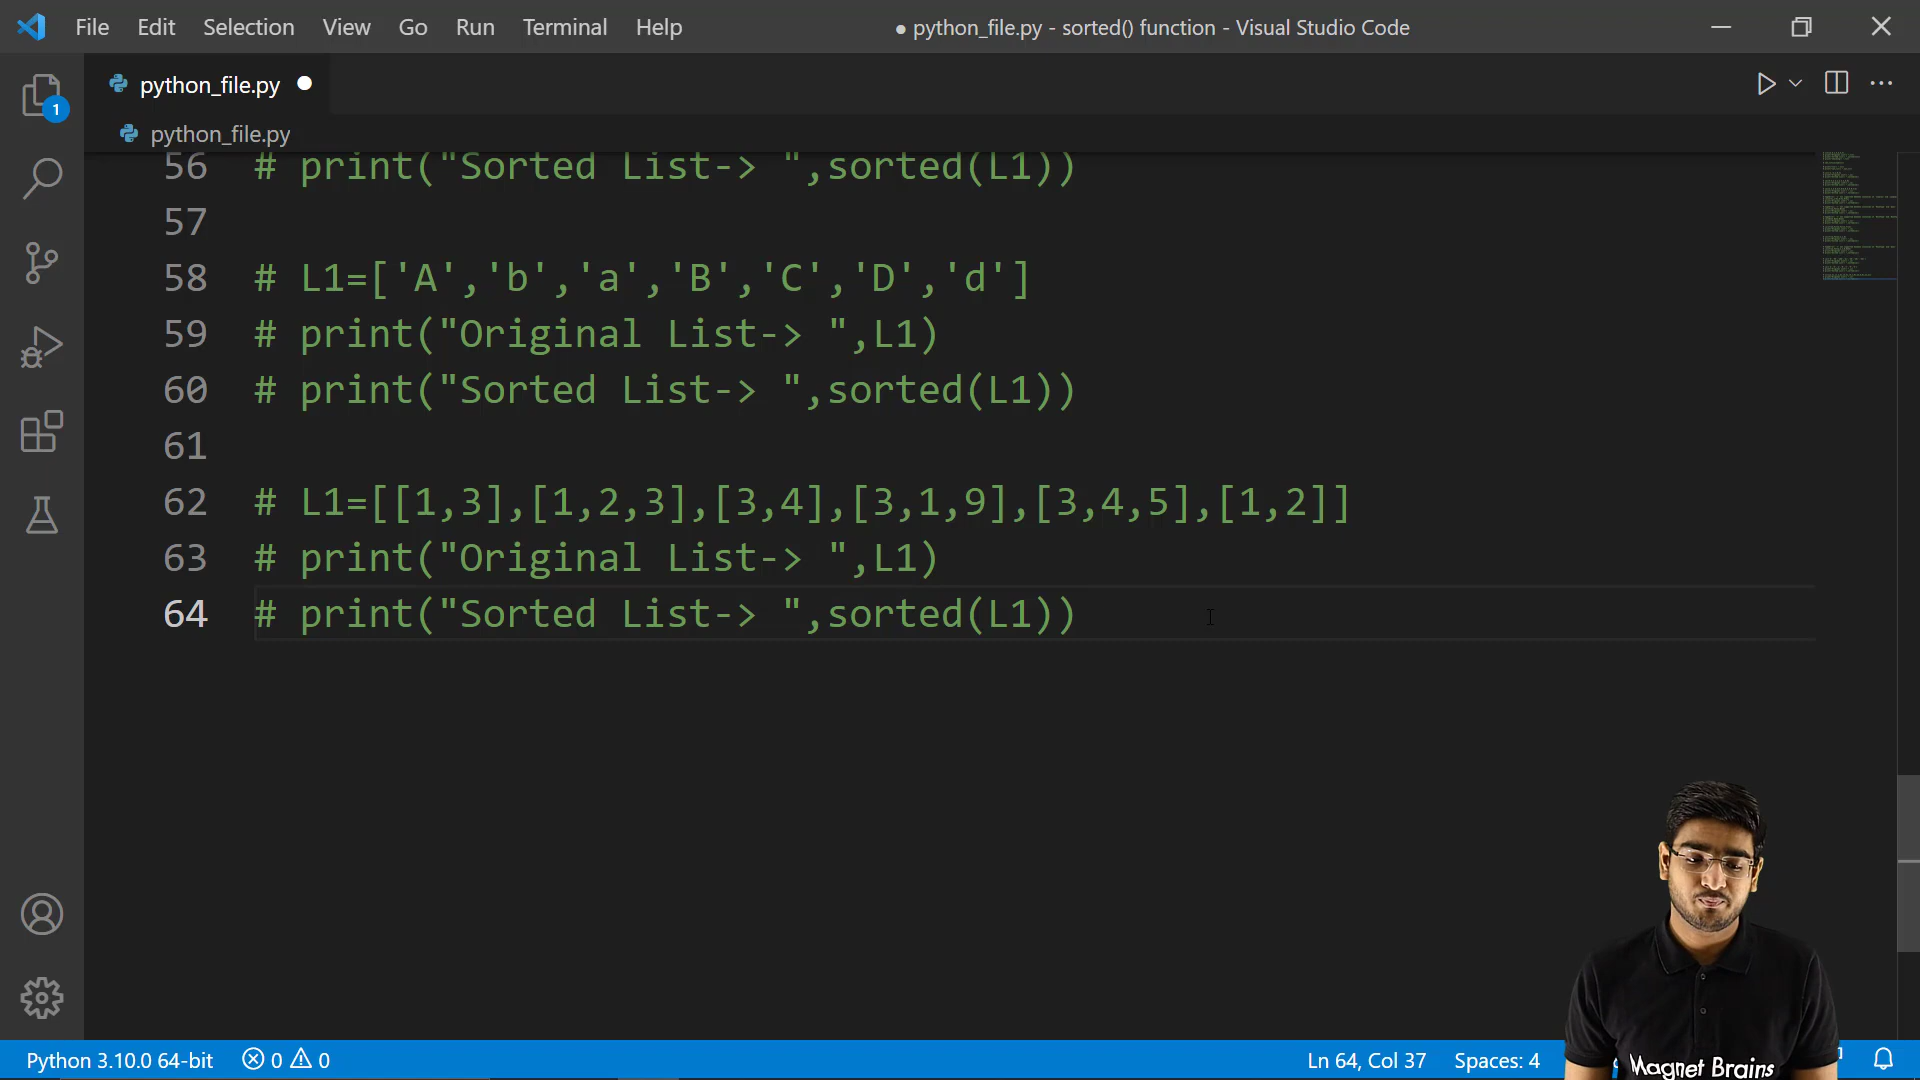 File Edit Selection View Go Run Terminal Help
● python_file.py - sorted() function - Visual Studio Code
python_file.py ●
1
python_file.py
56 # print("Sorted List-> ",sorted(L1))
57
58 # L1=['A','b','a','B','C','D','d']
59 # print("Original List-> ",L1)
60 # print("Sorted List-> ",sorted(L1))
61
62 # L1=[[1,3],[1,2,3],[3,4],[3,1,9],[3,4,5],[1,2]]
63 # print("Original List-> ",L1)
64 # print("Sorted List-> ",sorted(L1))
Python 3.10.0 64-bit 0 0 Ln 64, Col 37 Spaces: 4
Magnet Brains